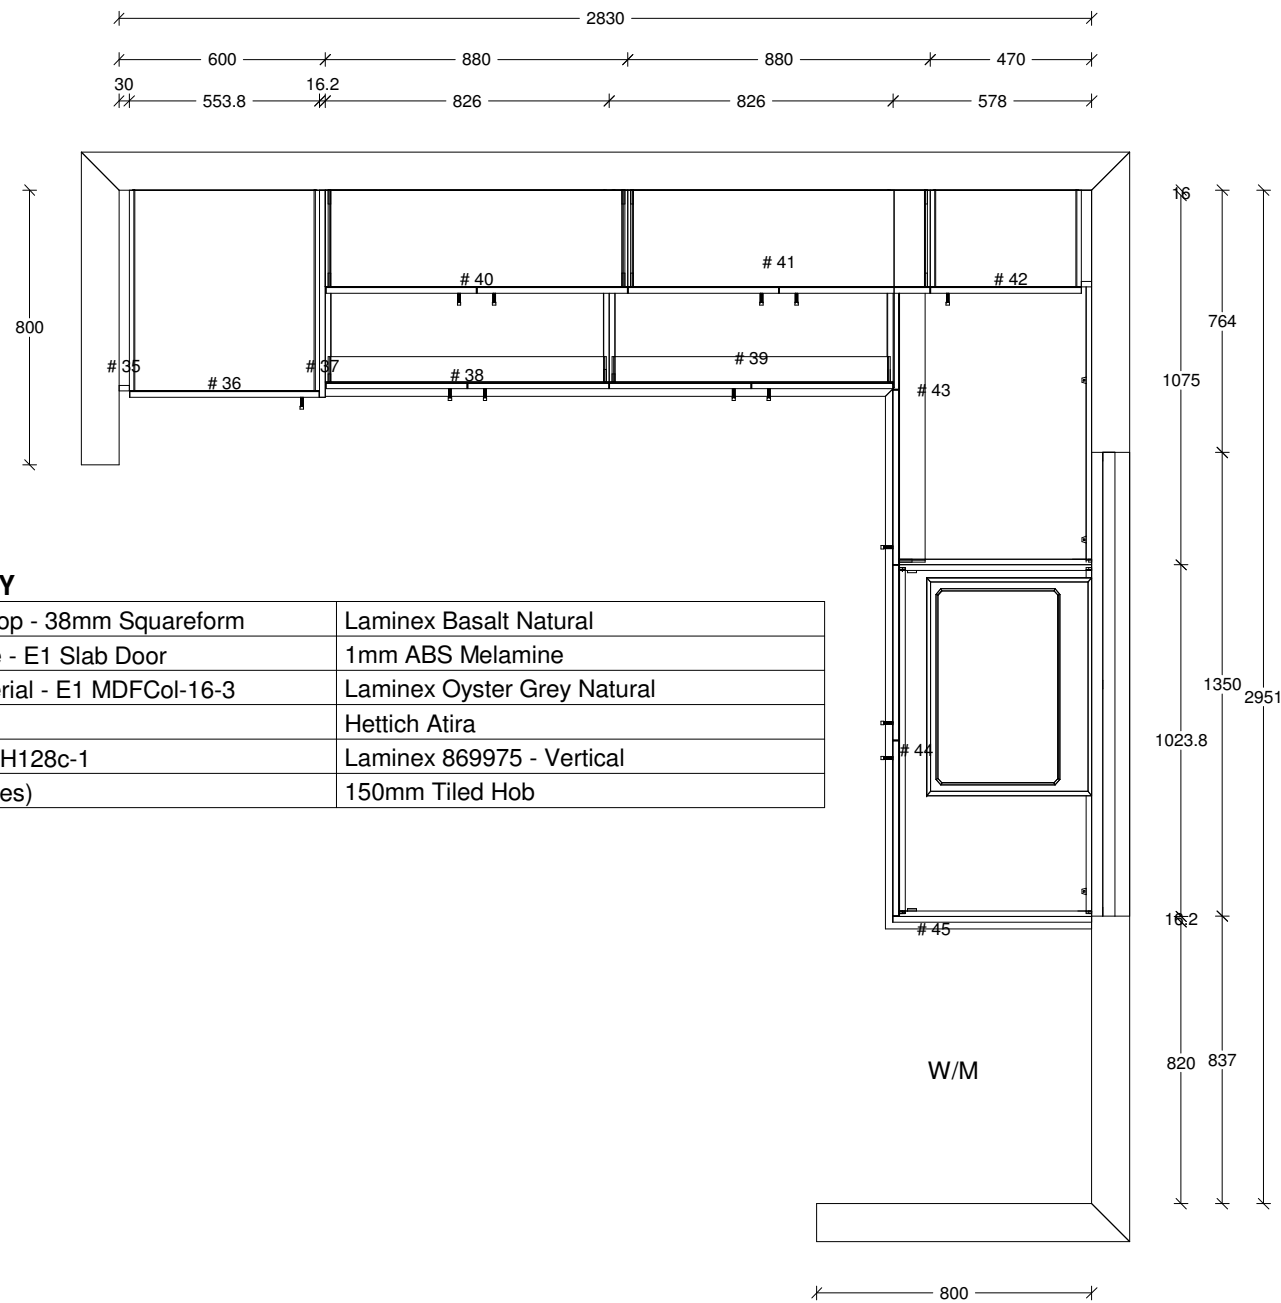 2830
600 880 880 470
30 16.2
553.8 826 826 578
16
# 41
# 40 # 42
764
800
# 39
# 35 # 37
# 38
# 36
1075
# 43
Y
op - 38mm Squareform Laminex Basalt Natural
e - E1 Slab Door 1mm ABS Melamine
erial - E1 MDFCol-16-3 Laminex Oyster Grey Natural
Hettich Atira
H128c-1 Laminex 869975 - Vertical
es) 150mm Tiled Hob
1350
2951
1023.8
# 44
16.2
# 45
W/M
820 837
800